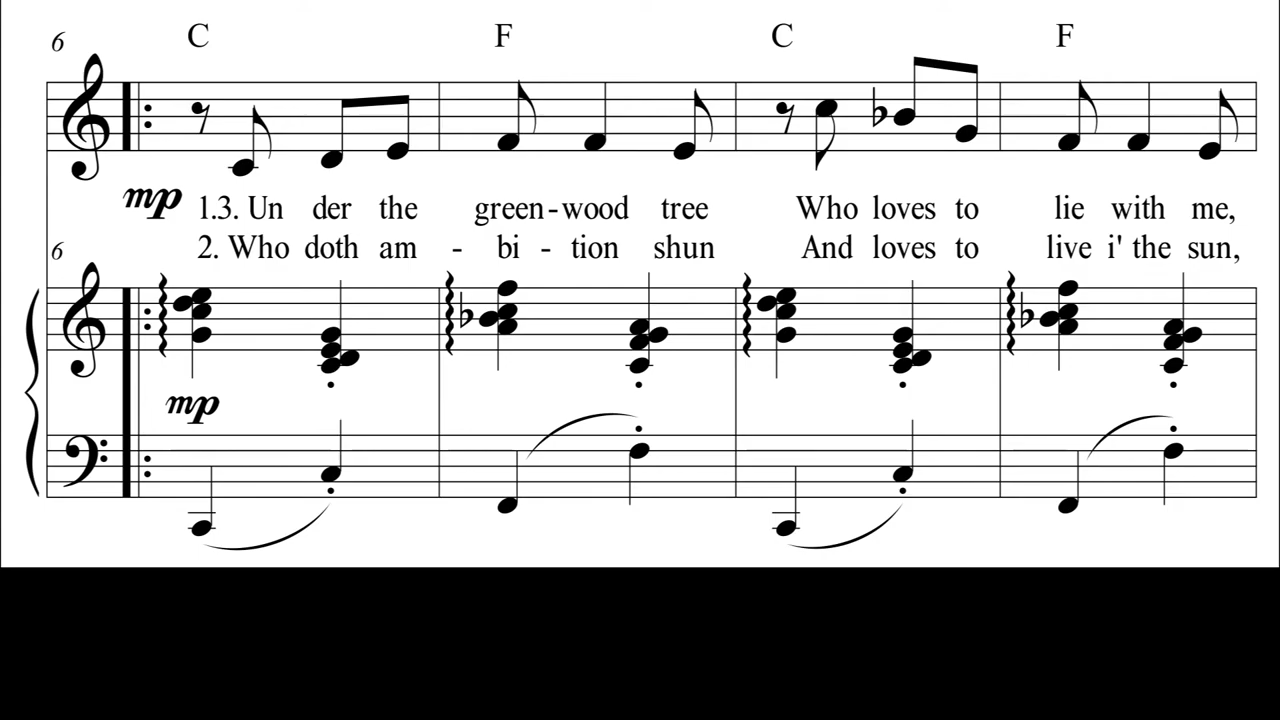 6 C F C F
mp 1.3. Un der the green - wood tree Who loves to lie with me,
6 2. Who doth am - bi - tion shun And loves to live i' the sun,
mp